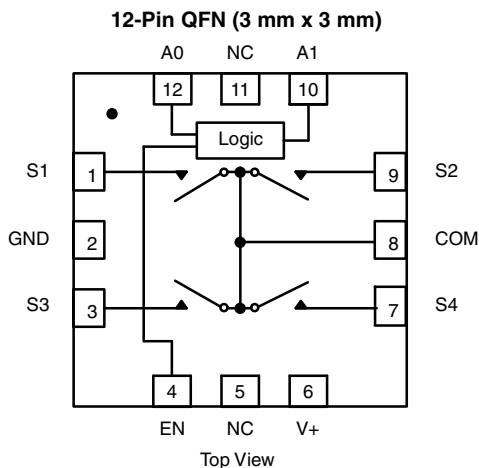 12-Pin QFN (3 mm x 3 mm)
A0 NC A1
12 11 10
Logic
S1 1 9 S2
GND 2 8 COM
S3 3 7 S4
4 5 6
EN NC V+
Top View